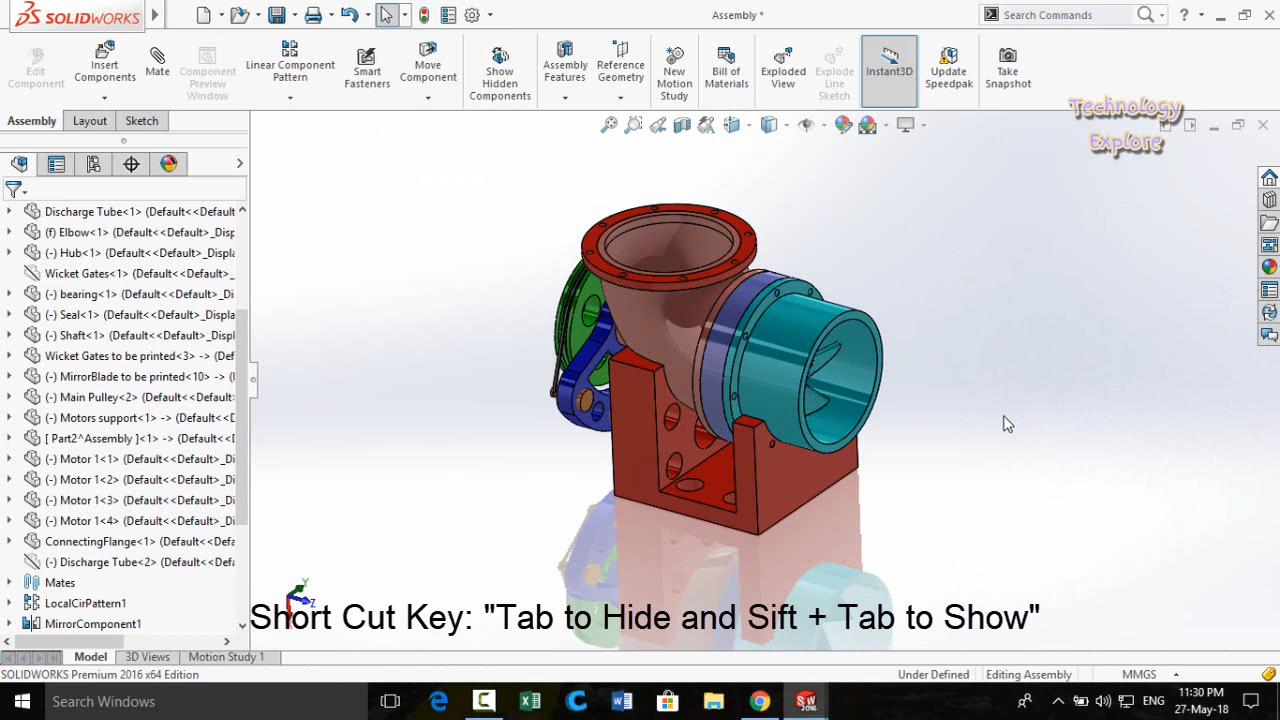 SOLIDWORKS
Assembly *
Search Commands
Edit Component
Insert Components
Mate
Component Preview Window
Linear Component Pattern
Smart Fasteners
Move Component
Show Hidden Components
Assembly Features
Reference Geometry
New Motion Study
Bill of Materials
Exploded View
Explode Line Sketch
Instant3D
Update Speedpak
Take Snapshot
Technology
Explore
Assembly
Layout
Sketch
Discharge Tube<1> (Default<<Default
(f) Elbow<1> (Default<<Default>_Displa
(-) Hub<1> (Default<<Default>_Displa
Wicket Gates<1> (Default<<Default>_
(-) bearing<1> (Default<<Default>_Di
(-) Seal<1> (Default<<Default>_Displa
(-) Shaft<1> (Default<<Default>_Displa
Wicket Gates to be printed<3> -> (Def
(-) MirrorBlade to be printed<10> -> (
(-) Main Pulley<2> (Default<<Default
(-) Motors support<1> -> (Default<<D
[ Part2^Assembly ]<1> -> (Default<<D
(-) Motor 1<1> (Default<<Default>_Di
(-) Motor 1<2> (Default<<Default>_Di
(-) Motor 1<3> (Default<<Default>_Di
(-) Motor 1<4> (Default<<Default>_Di
ConnectingFlange<1> (Default<<Defa
(-) Discharge Tube<2> (Default<<Defa
Mates
LocalCirPattern1
MirrorComponent1
Y
Z
Short Cut Key: "Tab to Hide and Sift + Tab to Show"
Model
3D Views
Motion Study 1
SOLIDWORKS Premium 2016 x64 Edition
Under Defined
Editing Assembly
MMGS
Search Windows
ENG
11:30 PM
27-May-18